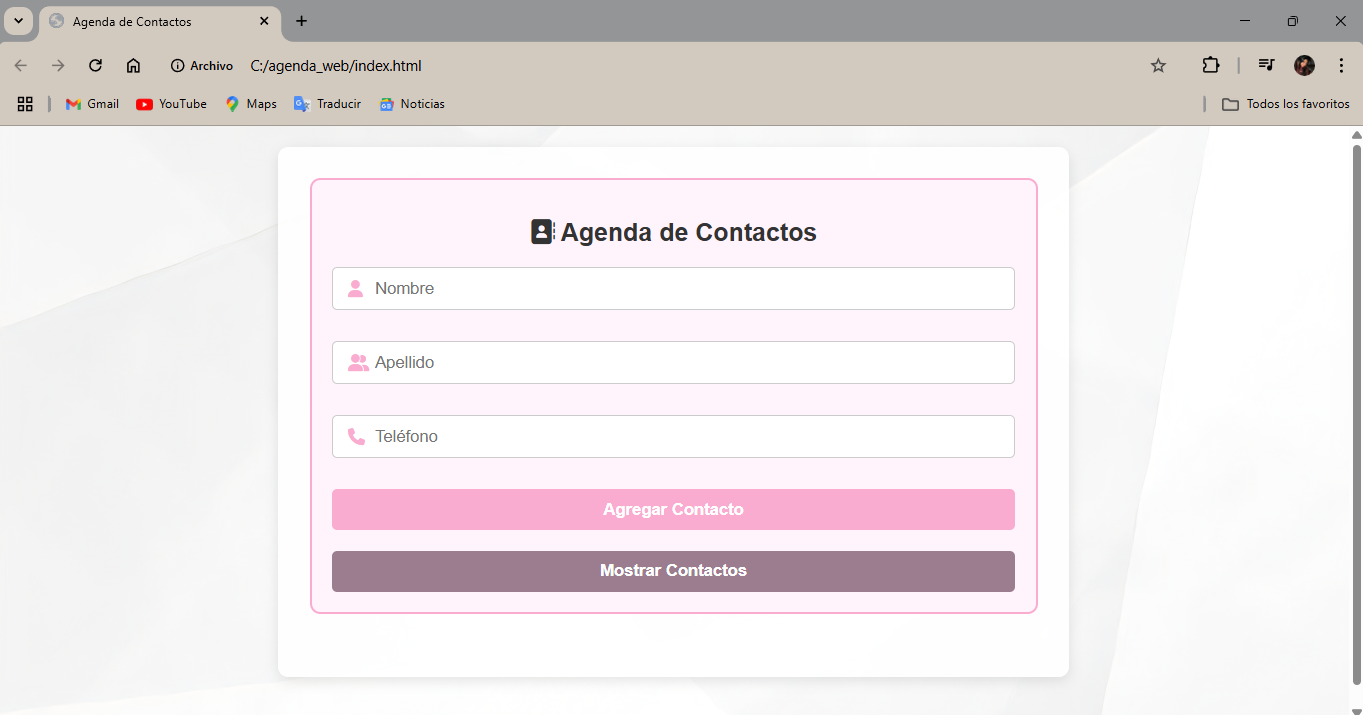 Agenda de Contactos
Archivo C:/agenda_web/index.html
Gmail YouTube Maps Traducir Noticias Todos los favoritos
Agenda de Contactos
Nombre
Apellido
Teléfono
Agregar Contacto
Mostrar Contactos